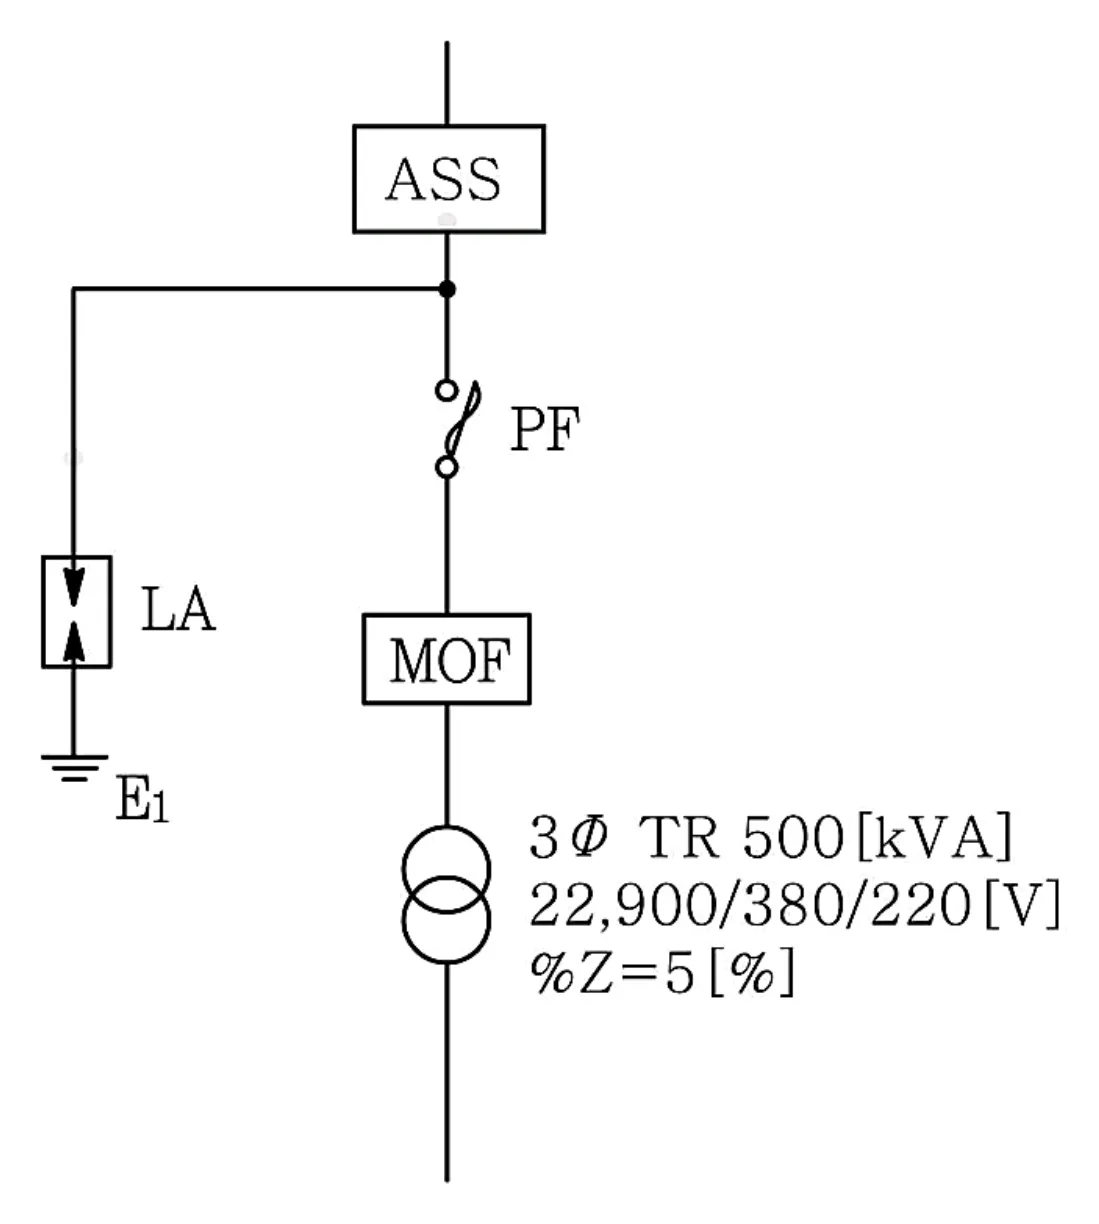 ASS
PF
LA
MOF
E1
3Φ TR 500[kVA]
22,900/380/220[V]
%Z=5[%]